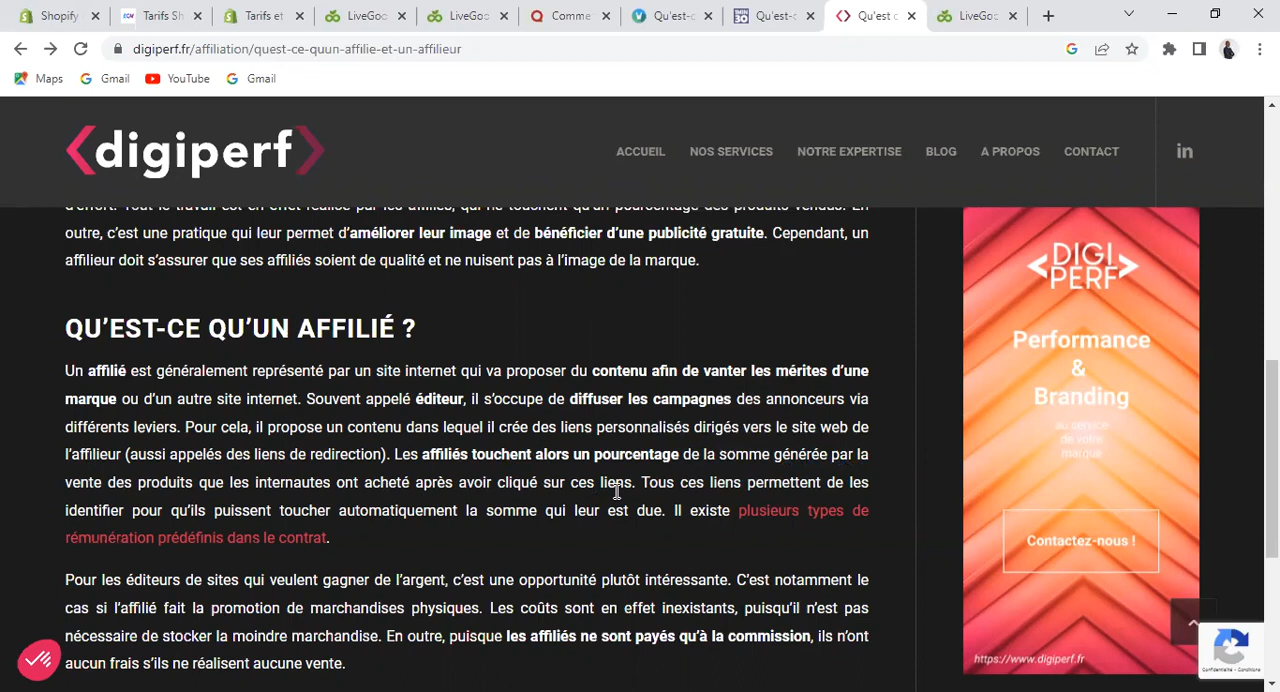 Shopify
Tarifs Sh
Tarifs et
LiveGoo
LiveGoo
Comme
Qu'est-c
Qu'est-c
Qu'est c
LiveGoo
digiperf.fr/affiliation/quest-ce-quun-affilie-et-un-affilieur
Maps
Gmail
YouTube
Gmail
digiperf
ACCUEIL
NOS SERVICES
NOTRE EXPERTISE
BLOG
A PROPOS
CONTACT
in
d'effort. Tout le travail est en effet réalisé par les affiliés, qui ne touchent qu'un pourcentage des produits vendus. En
outre, c'est une pratique qui leur permet d'améliorer leur image et de bénéficier d'une publicité gratuite. Cependant, un
affilieur doit s'assurer que ses affiliés soient de qualité et ne nuisent pas à l'image de la marque.
QU'EST-CE QU'UN AFFILIÉ ?
Un affilié est généralement représenté par un site internet qui va proposer du contenu afin de vanter les mérites d'une
marque ou d'un autre site internet. Souvent appelé éditeur, il s'occupe de diffuser les campagnes des annonceurs via
différents leviers. Pour cela, il propose un contenu dans lequel il crée des liens personnalisés dirigés vers le site web de
l'affilieur (aussi appelés des liens de redirection). Les affiliés touchent alors un pourcentage de la somme générée par la
vente des produits que les internautes ont acheté après avoir cliqué sur ces liens. Tous ces liens permettent de les
identifier pour qu'ils puissent toucher automatiquement la somme qui leur est due. Il existe plusieurs types de
rémunération prédéfinis dans le contrat.
Pour les éditeurs de sites qui veulent gagner de l'argent, c'est une opportunité plutôt intéressante. C'est notamment le
cas si l'affilié fait la promotion de marchandises physiques. Les coûts sont en effet inexistants, puisqu'il n'est pas
nécessaire de stocker la moindre marchandise. En outre, puisque les affiliés ne sont payés qu'à la commission, ils n'ont
aucun frais s'ils ne réalisent aucune vente.
DIGI
PERF
Performance
&
Branding
au service
de votre
marque
Contactez-nous !
https://www.digiperf.fr
Confidentialité - Conditions